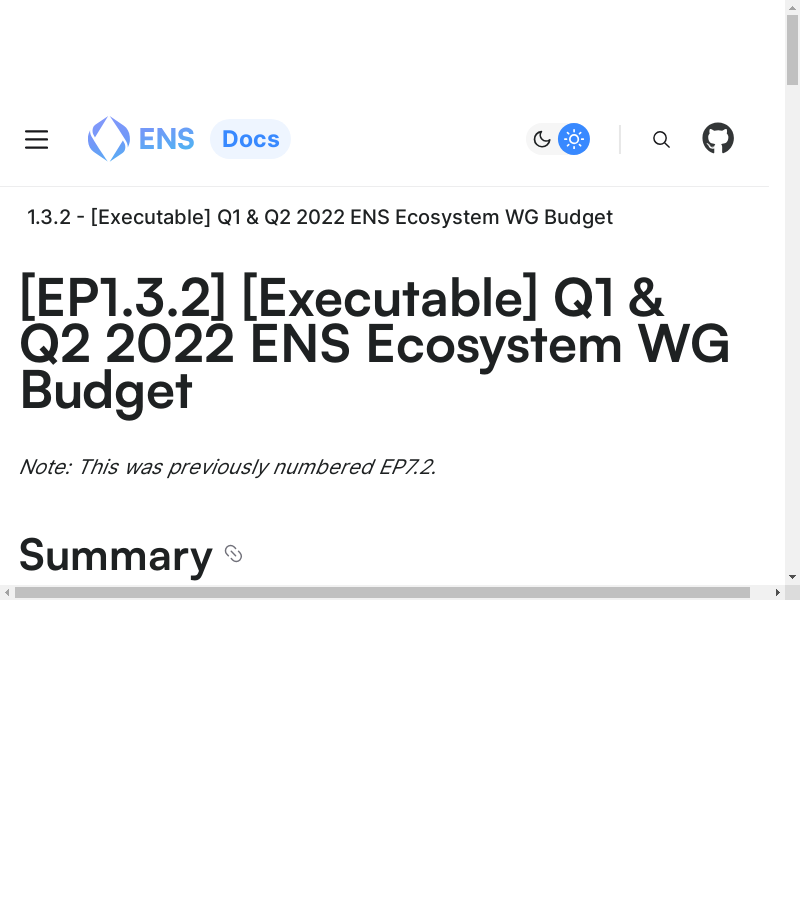 ENS Docs
1.3.2 - [Executable] Q1 & Q2 2022 ENS Ecosystem WG Budget
[EP1.3.2] [Executable] Q1 &
Q2 2022 ENS Ecosystem WG
Budget
Note: This was previously numbered EP7.2.
Summary